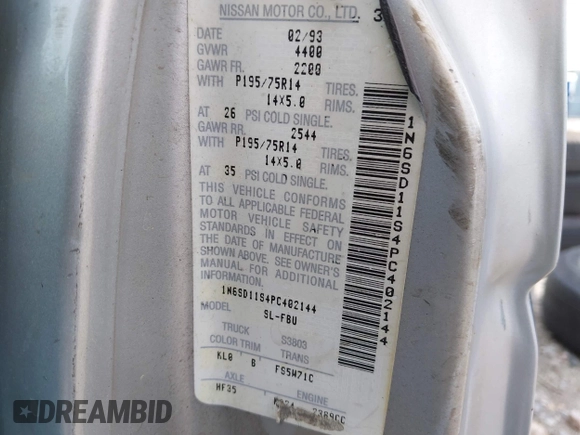 NISSAN MOTOR CO., LTD. 3
DATE 02/93
GVWR 4400
GAWR FR. 2200
WITH P195/75R14 TIRES.
14X5.0 RIMS.
AT 26 PSI COLD SINGLE.
GAWR RR. 2544
WITH P195/75R14 TIRES.
14X5.0 RIMS.
AT 35 PSI COLD SINGLE.
THIS VEHICLE CONFORMS
TO ALL APPLICABLE FEDERAL
MOTOR VEHICLE SAFETY
STANDARDS IN EFFECT ON
THE DATE OF MANUFACTURE
SHOWN ABOVE. SEE OWNER'S
MANUAL FOR ADDITIONAL
INFORMATION.
1N6SD11S4PC402144
MODEL SL-FBU
TRUCK S3803
COLOR TRIM TRANS
KL0 B FS5W71C
AXLE ENGINE
HF35 2389CC
1N6SD11S4PC402144
DREAMBID